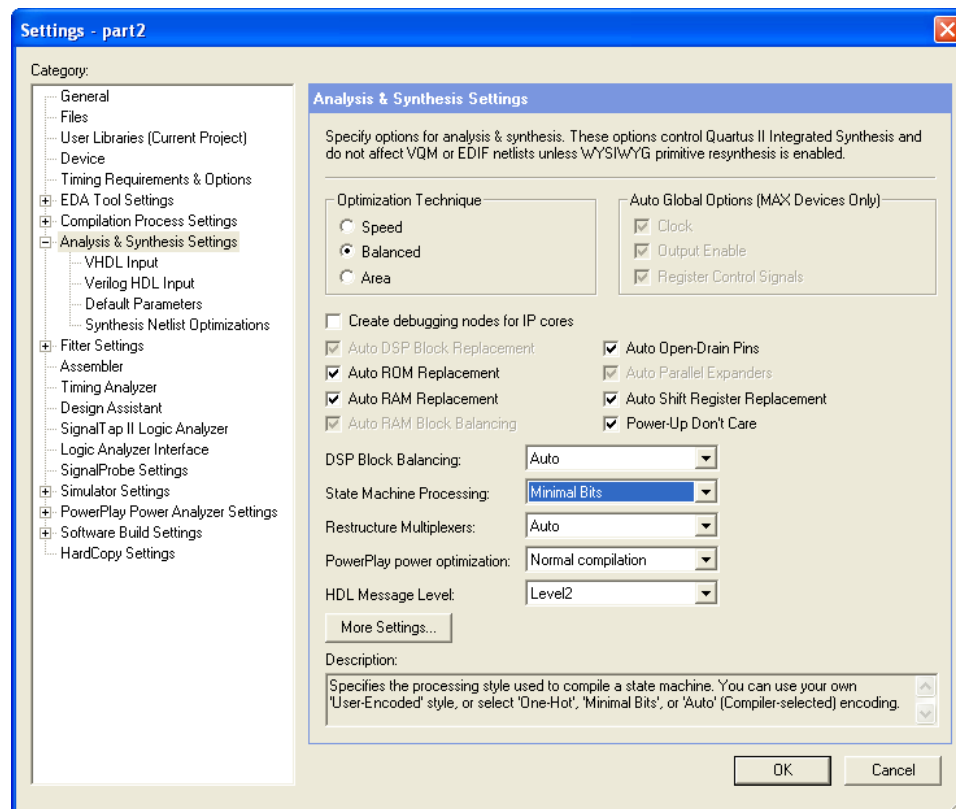 Settings - part2
Category:
General
Files
User Libraries (Current Project)
Device
Timing Requirements & Options
EDA Tool Settings
Compilation Process Settings
Analysis & Synthesis Settings
VHDL Input
Verilog HDL Input
Default Parameters
Synthesis Netlist Optimizations
Fitter Settings
Assembler
Timing Analyzer
Design Assistant
SignalTap II Logic Analyzer
Logic Analyzer Interface
SignalProbe Settings
Simulator Settings
PowerPlay Power Analyzer Settings
Software Build Settings
HardCopy Settings
Analysis & Synthesis Settings
Specify options for analysis & synthesis. These options control Quartus II Integrated Synthesis and
do not affect VQM or EDIF netlists unless WYSIWYG primitive resynthesis is enabled.
Optimization Technique
Speed
Balanced
Area
Auto Global Options (MAX Devices Only)
Clock
Output Enable
Register Control Signals
Create debugging nodes for IP cores
Auto DSP Block Replacement
Auto ROM Replacement
Auto RAM Replacement
Auto RAM Block Balancing
Auto Open-Drain Pins
Auto Parallel Expanders
Auto Shift Register Replacement
Power-Up Don't Care
DSP Block Balancing: Auto
State Machine Processing: Minimal Bits
Restructure Multiplexers: Auto
PowerPlay power optimization: Normal compilation
HDL Message Level: Level2
More Settings...
Description:
Specifies the processing style used to compile a state machine. You can use your own
'User-Encoded' style, or select 'One-Hot', 'Minimal Bits', or 'Auto' (Compiler-selected) encoding.
OK
Cancel